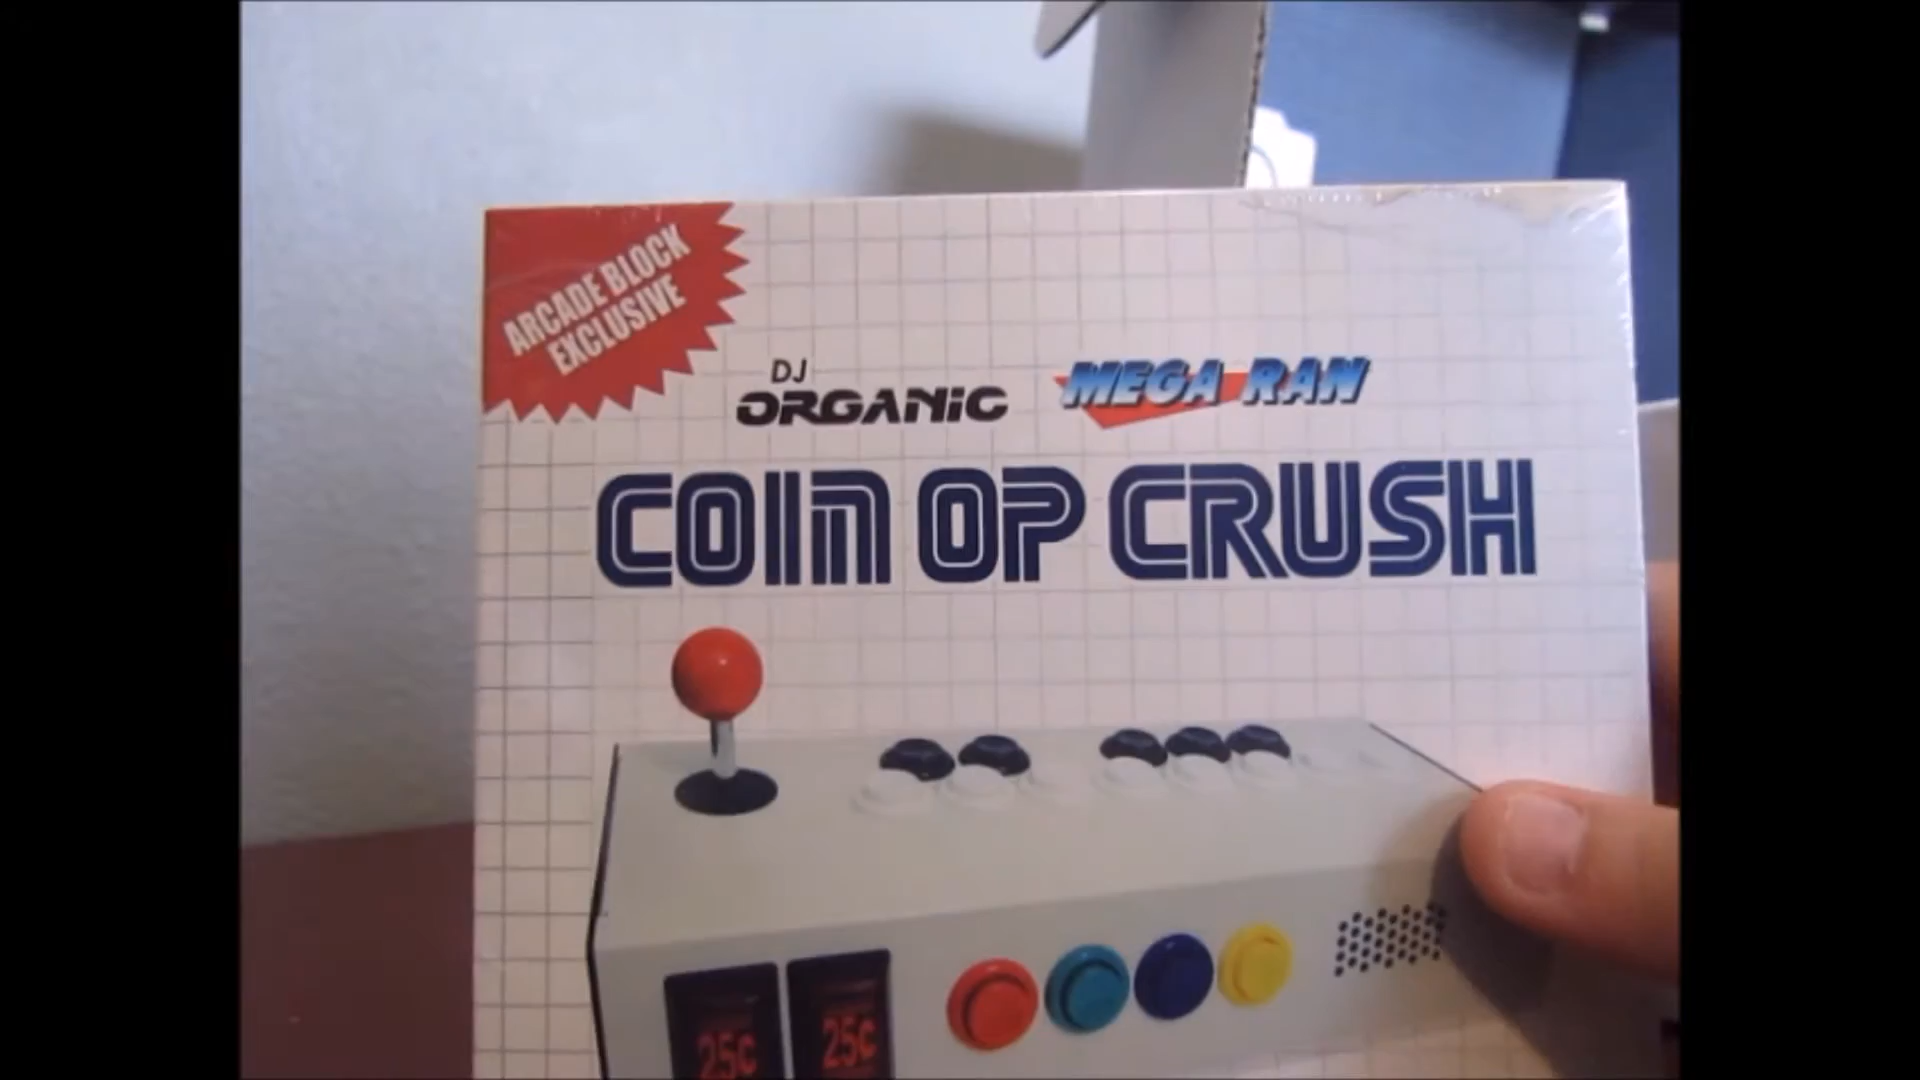 ARCADE BLOCK
EXCLUSIVE
DJ
ORGANIC
MEGA RAN
COIN OP CRUSH
25¢
25¢